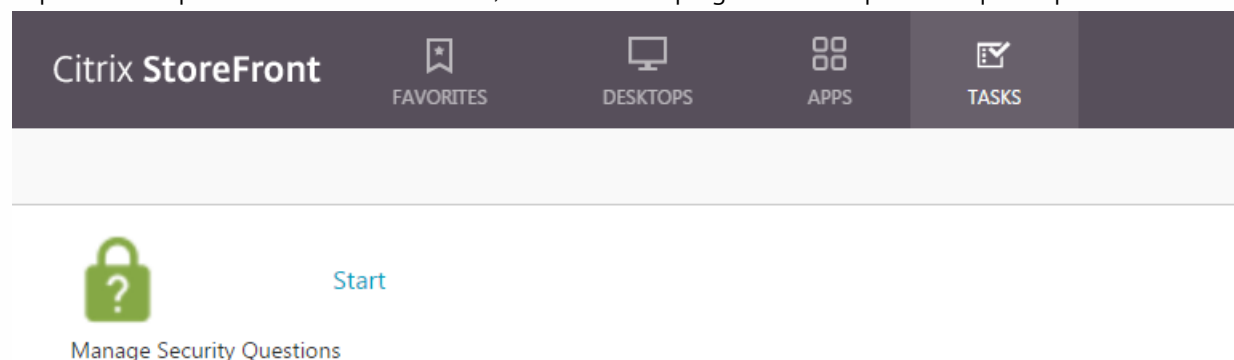 Citrix StoreFront
FAVORITES
DESKTOPS
APPS
TASKS
?
Start
Manage Security Questions